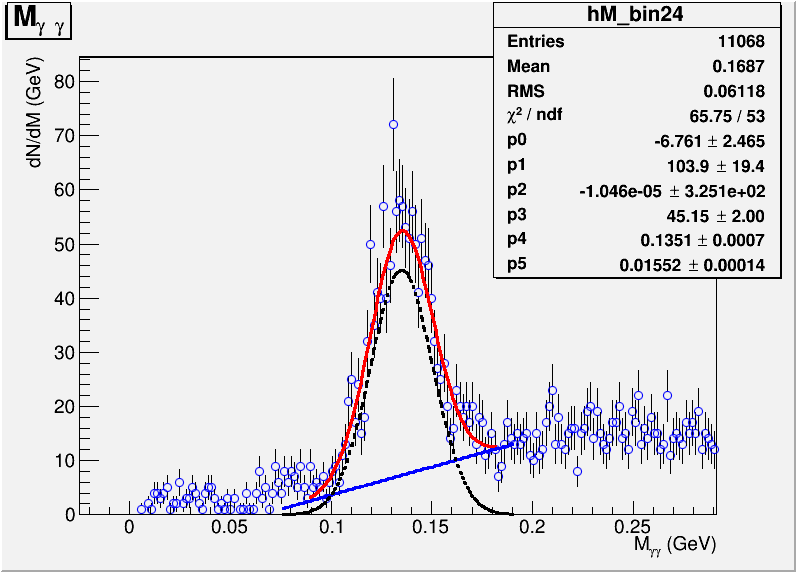 M γ γ
hM_bin24
Entries 11068
Mean 0.1687
RMS 0.06118
χ² / ndf 65.75 / 53
p0 -6.761 ± 2.465
p1 103.9 ± 19.4
p2 -1.046e-05 ± 3.251e+02
p3 45.15 ± 2.00
p4 0.1351 ± 0.0007
p5 0.01552 ± 0.00014
dN/dM (GeV)
80
70
60
50
40
30
20
10
0
0 0.05 0.1 0.15 0.2 0.25
Mγγ (GeV)